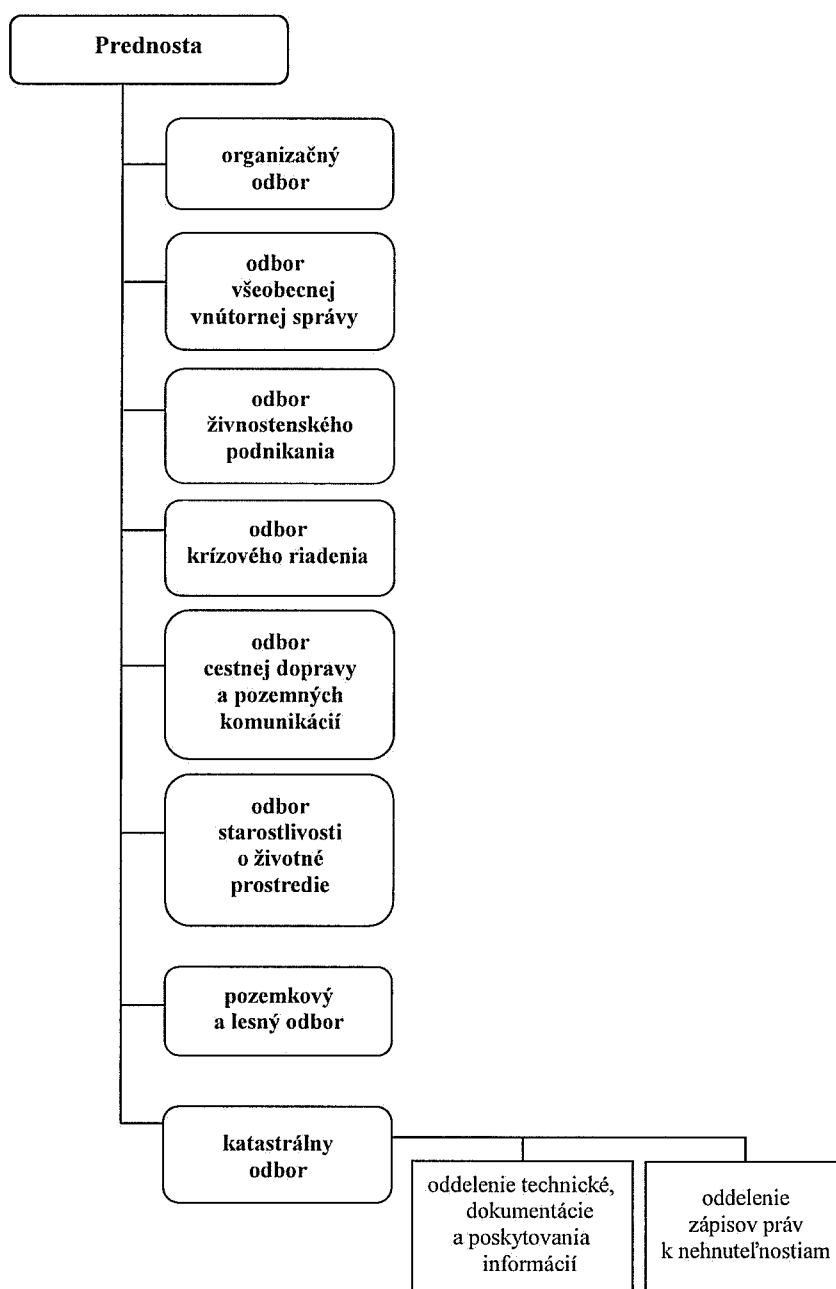 Prednosta
organizačný
odbor
odbor
všeobecnej
vnútornej správy
odbor
živnostenského
podnikania
odbor
krízového riadenia
odbor
cestnej dopravy
a pozemných
komunikácií
odbor
starostlivosti
o životné
prostredie
pozemkový
a lesný odbor
katastrálny
odbor
oddelenie technické,
dokumentácie
a poskytovania
informácií
oddelenie
zápisov práv
k nehnuteľnostiam